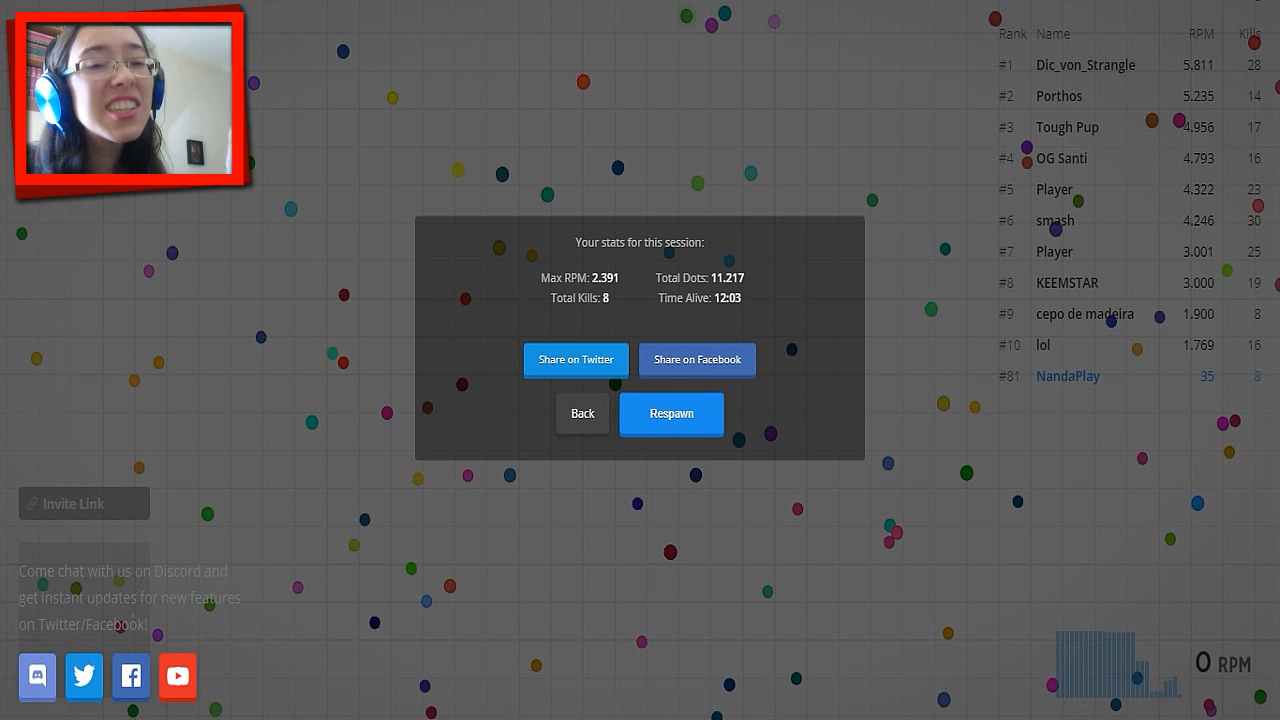 Rank Name RPM Kills
#1 Dic_von_Strangle 5.811 28
#2 Porthos 5.235 14
#3 Tough Pup 4.956 17
#4 OG Santi 4.793 16
#5 Player 4.322 23
#6 smash 4.246 30
#7 Player 3.001 25
#8 KEEMSTAR 3.000 19
#9 cepo de madeira 1.900 8
#10 lol 1.769 16
#81 NandaPlay 35 8
Your stats for this session:
Max RPM: 2.391 Total Dots: 11.217
Total Kills: 8 Time Alive: 12:03
Share on Twitter Share on Facebook
Back Respawn
Invite Link
Come chat with us on Discord and
get instant updates for new features
on Twitter/Facebook!
0 RPM